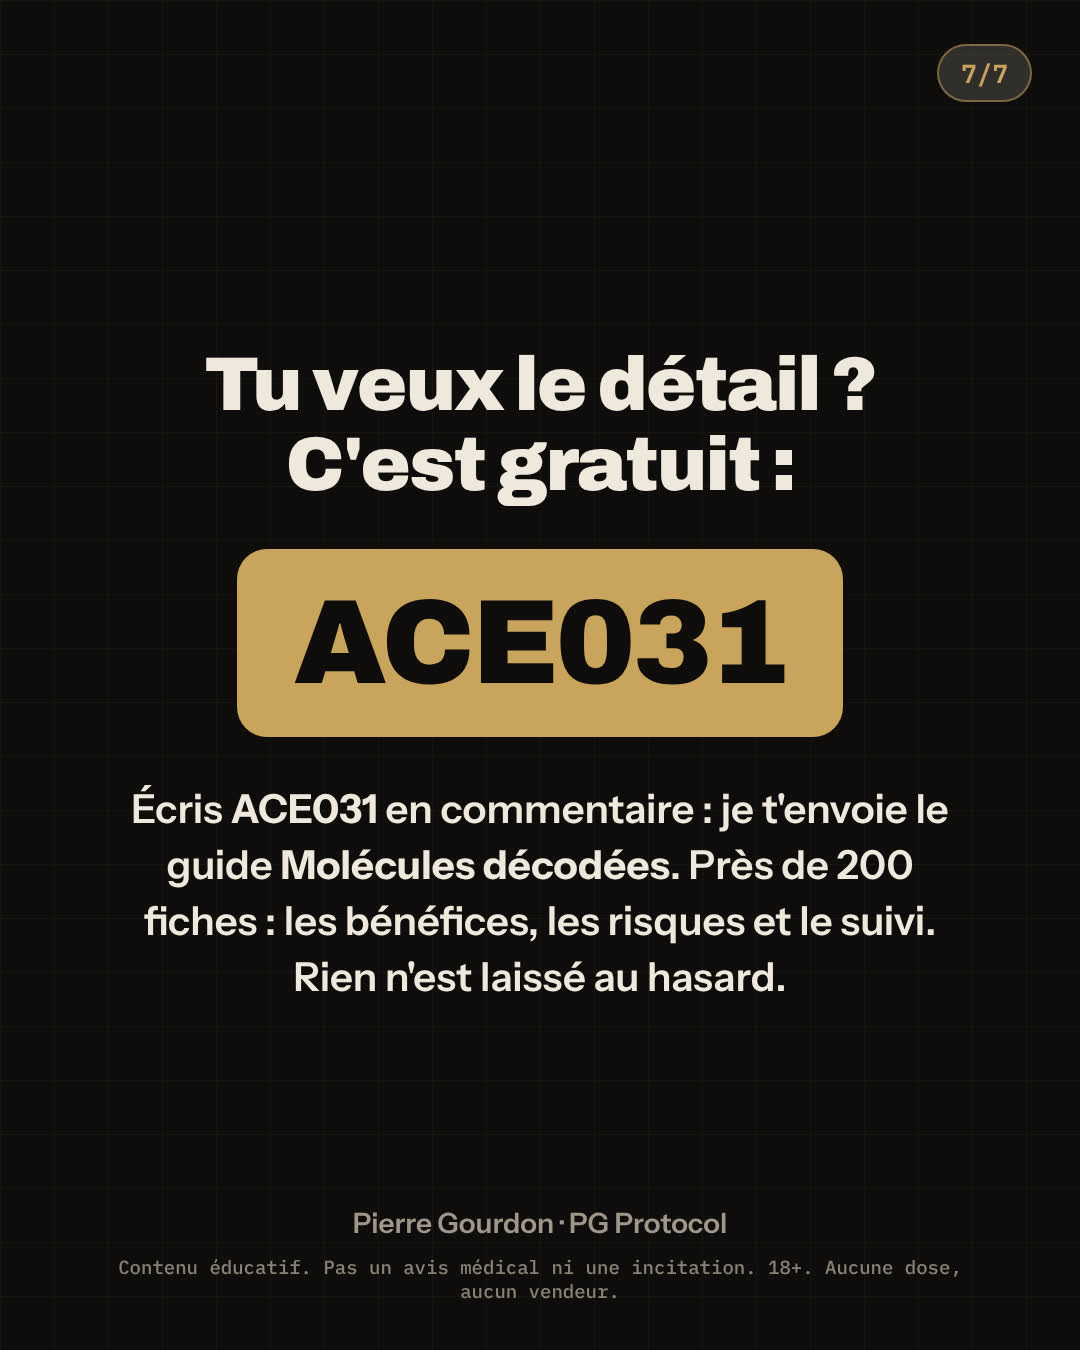 7/7
Tu veux le détail ?
C'est gratuit :
ACE031
Écris ACE031 en commentaire : je t'envoie le
guide Molécules décodées. Près de 200
fiches : les bénéfices, les risques et le suivi.
Rien n'est laissé au hasard.
Pierre Gourdon · PG Protocol
Contenu éducatif. Pas un avis médical ni une incitation. 18+. Aucune dose,
aucun vendeur.